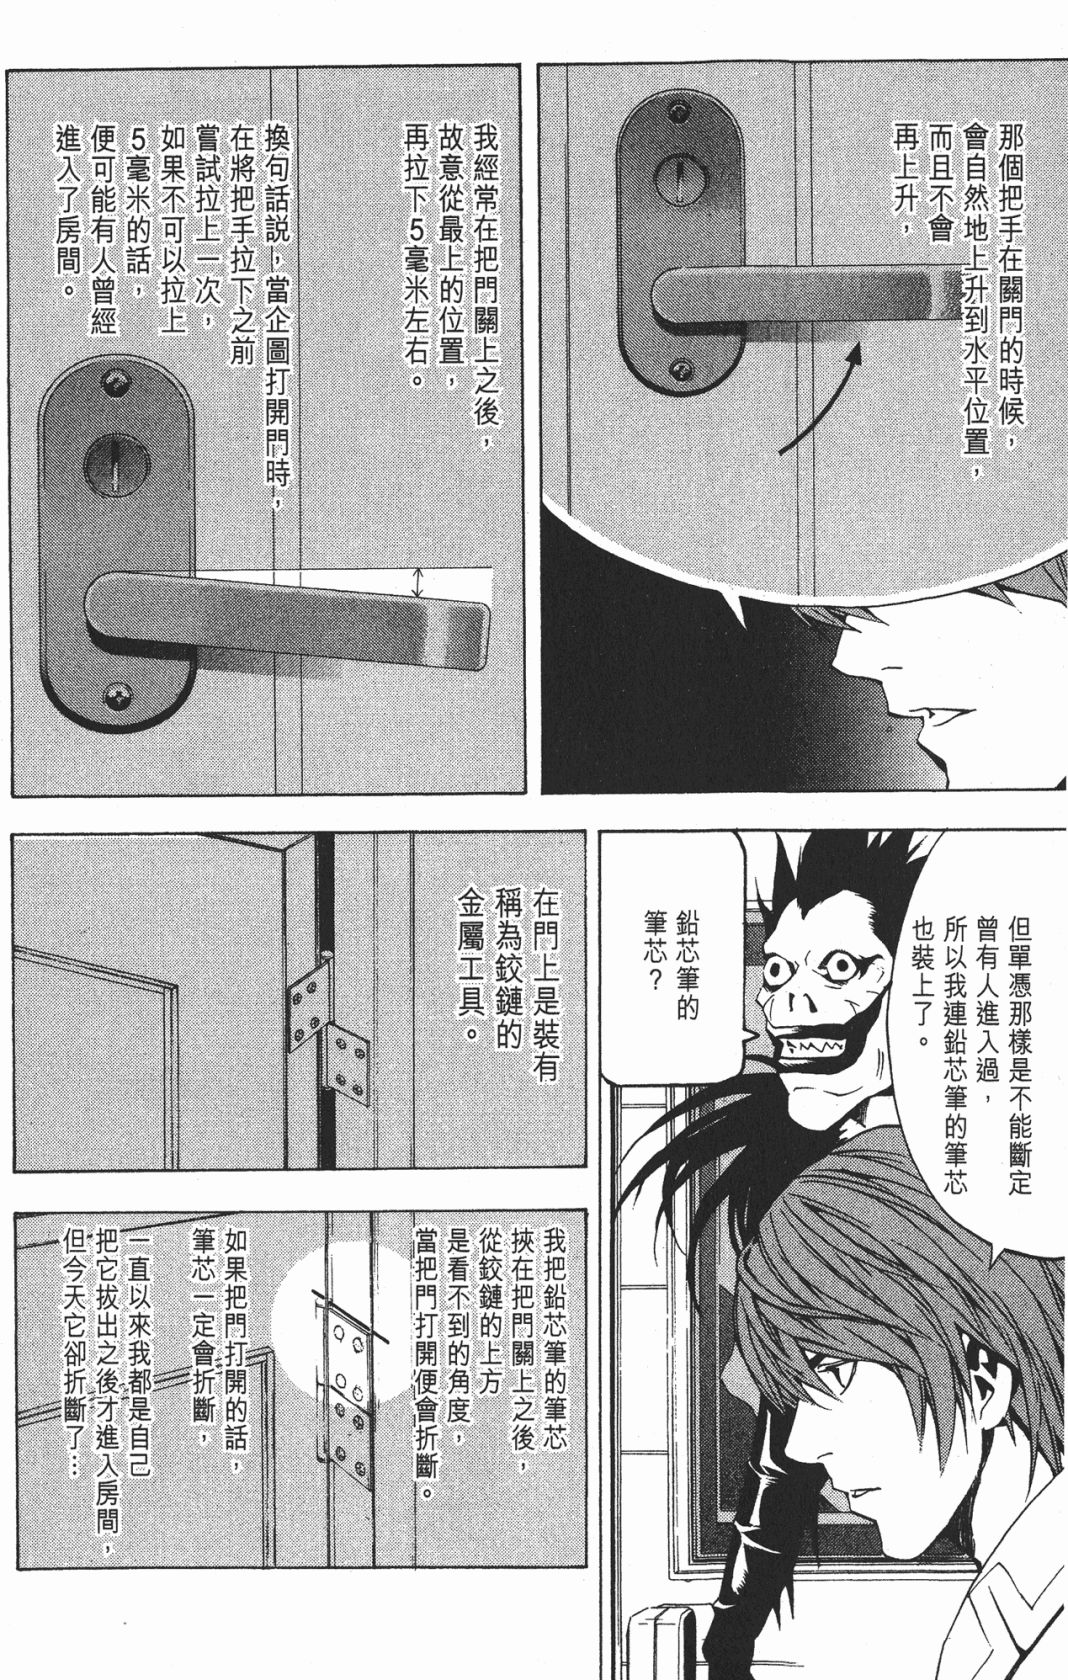 那個把手在關門的時候，
會自然地上升到水平位置，
而且不會
再上升，
我經常在把門關上之後，
故意從最上的位置，
再拉下5毫米左右。
換句話説，當企圖打開門時，
在將把手拉下之前
嘗試拉上一次，
如果不可以拉上
5毫米的話，
便可能有人曾經
進入了房間。
但單憑那樣是不能斷定
曾有人進入過，
所以我連鉛芯筆的筆芯
也裝上了。
鉛芯筆的
筆芯？
在門上是裝有
稱為鉸鏈的
金屬工具。
我把鉛芯筆的筆芯
挾在把門關上之後，
從鉸鏈的上方
是看不到的角度，
當把門打開便會折斷。
如果把門打開的話，
筆芯一定會折斷，
一直以來我都是自己
把它拔出之後才進入房間，
但今天它卻折斷了…